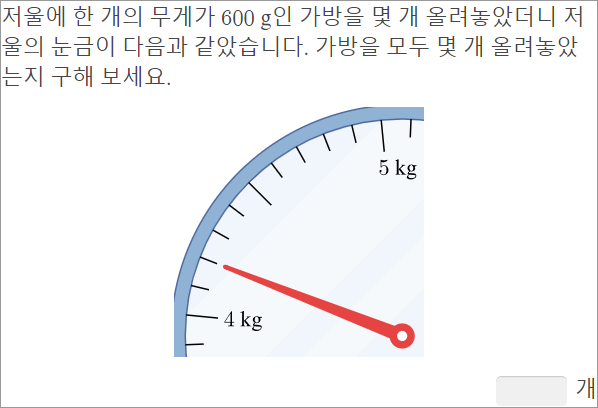 저울에 한 개의 무게가 600 g인 가방을 몇 개 올려놓았더니 저
울의 눈금이 다음과 같았습니다. 가방을 모두 몇 개 올려놓았
는지 구해 보세요.
5 kg
4 kg
개